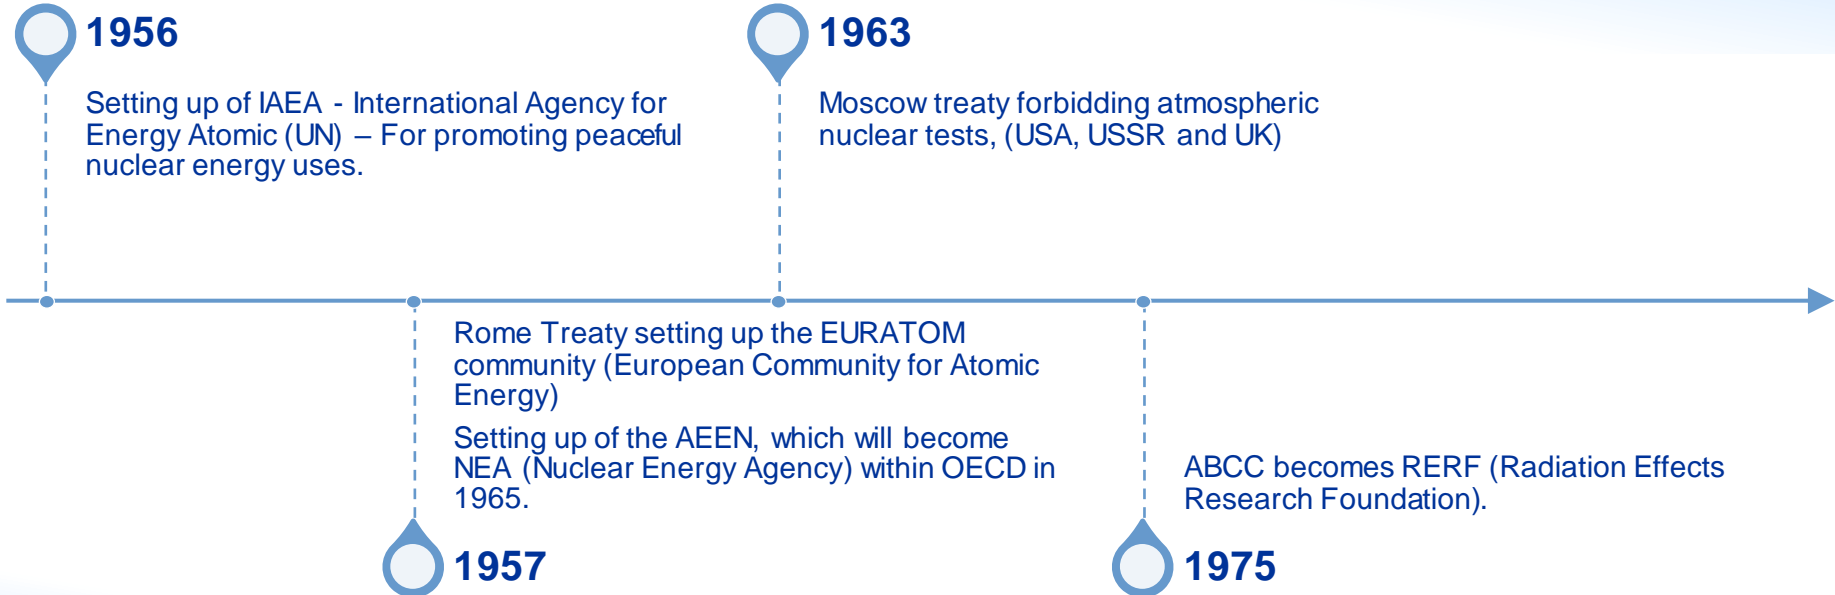 1956
Setting up of IAEA - International Agency for
Energy Atomic (UN) – For promoting peaceful
nuclear energy uses.
1963
Moscow treaty forbidding atmospheric
nuclear tests, (USA, USSR and UK)
Rome Treaty setting up the EURATOM
community (European Community for Atomic
Energy)
Setting up of the AEEN, which will become
NEA (Nuclear Energy Agency) within OECD in
1965.
1957
ABCC becomes RERF (Radiation Effects
Research Foundation).
1975